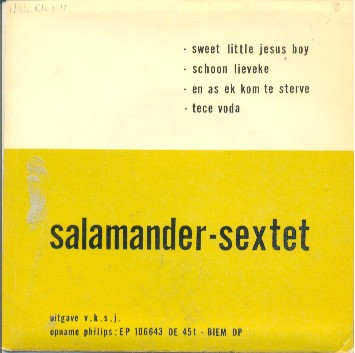 - sweet little jesus boy
- schoon lieveke
- en as ek kom te sterve
- tece voda
salamander-sextet
uitgave v.k.s.j.
opname philips: EP 106643 DE 45t - BIEM DP